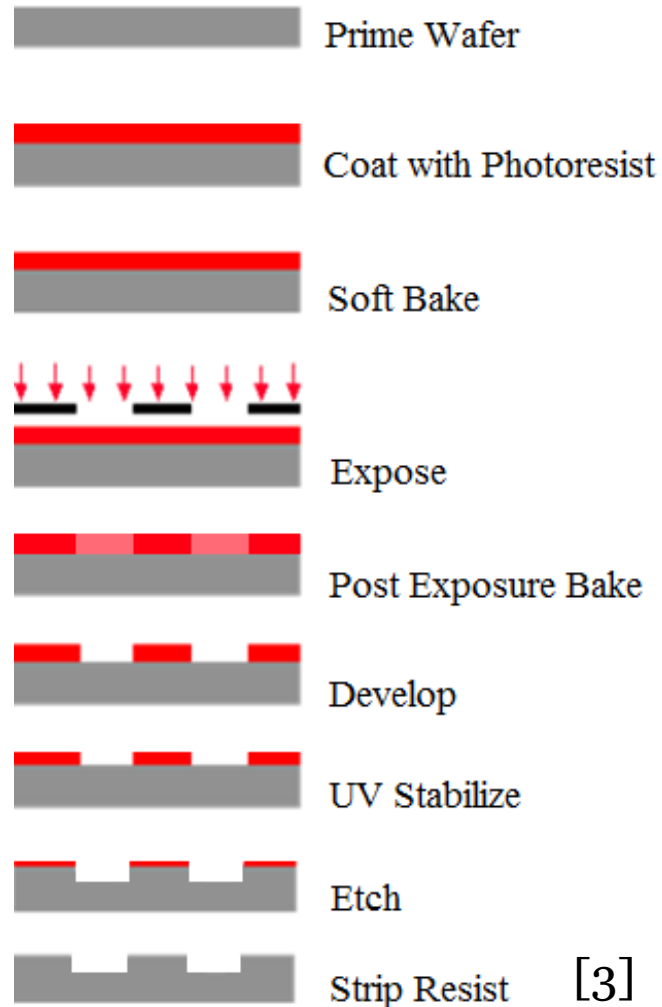 Prime Wafer
Coat with Photoresist
Soft Bake
Expose
Post Exposure Bake
Develop
UV Stabilize
Etch
Strip Resist [3]